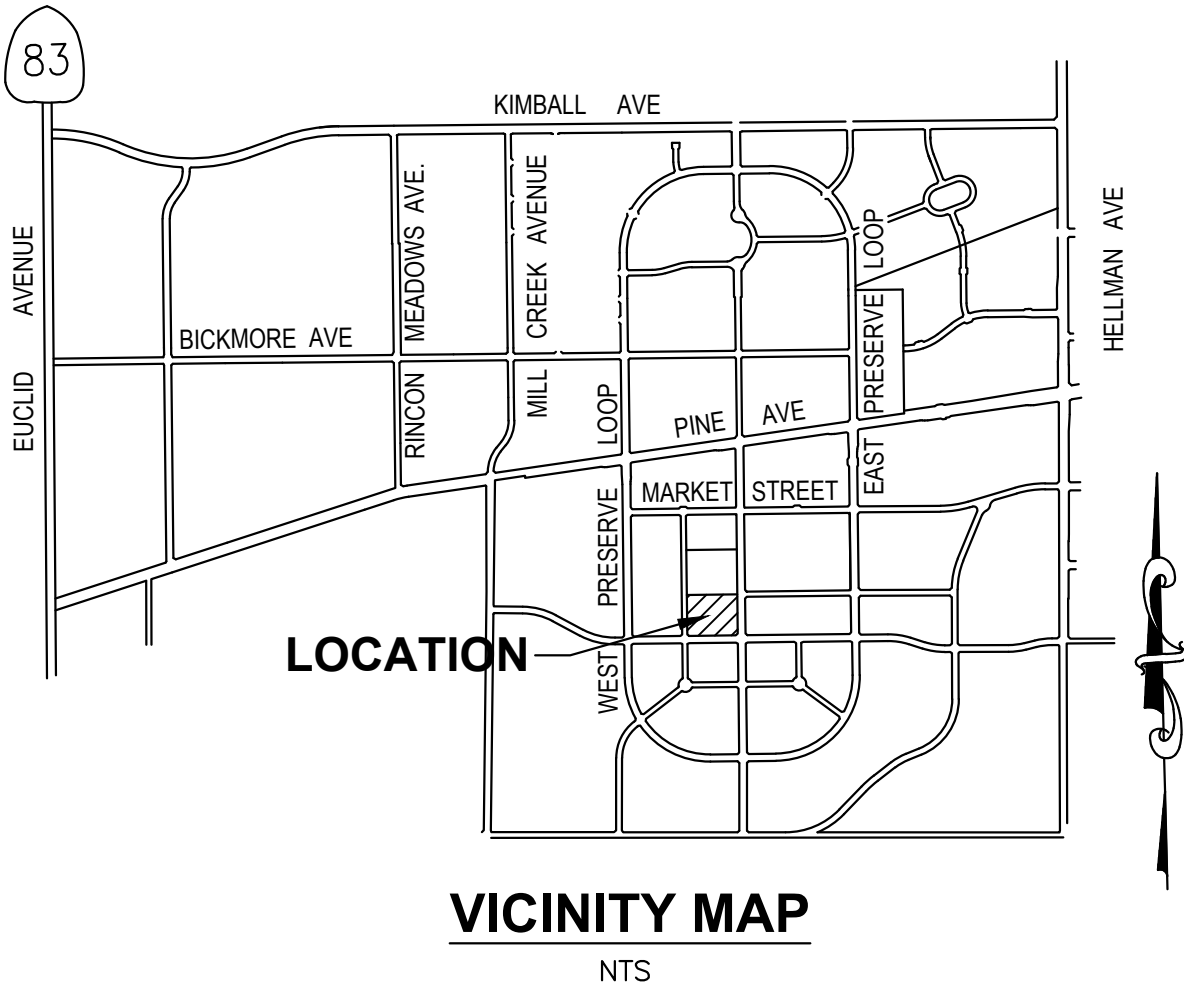 83
KIMBALL AVE
EUCLID AVENUE
RINCON MEADOWS AVE.
MILL CREEK AVENUE
BICKMORE AVE
HELLMAN AVE
WEST PRESERVE LOOP
EAST PRESERVE LOOP
PINE AVE
MARKET STREET
LOCATION
VICINITY MAP
NTS